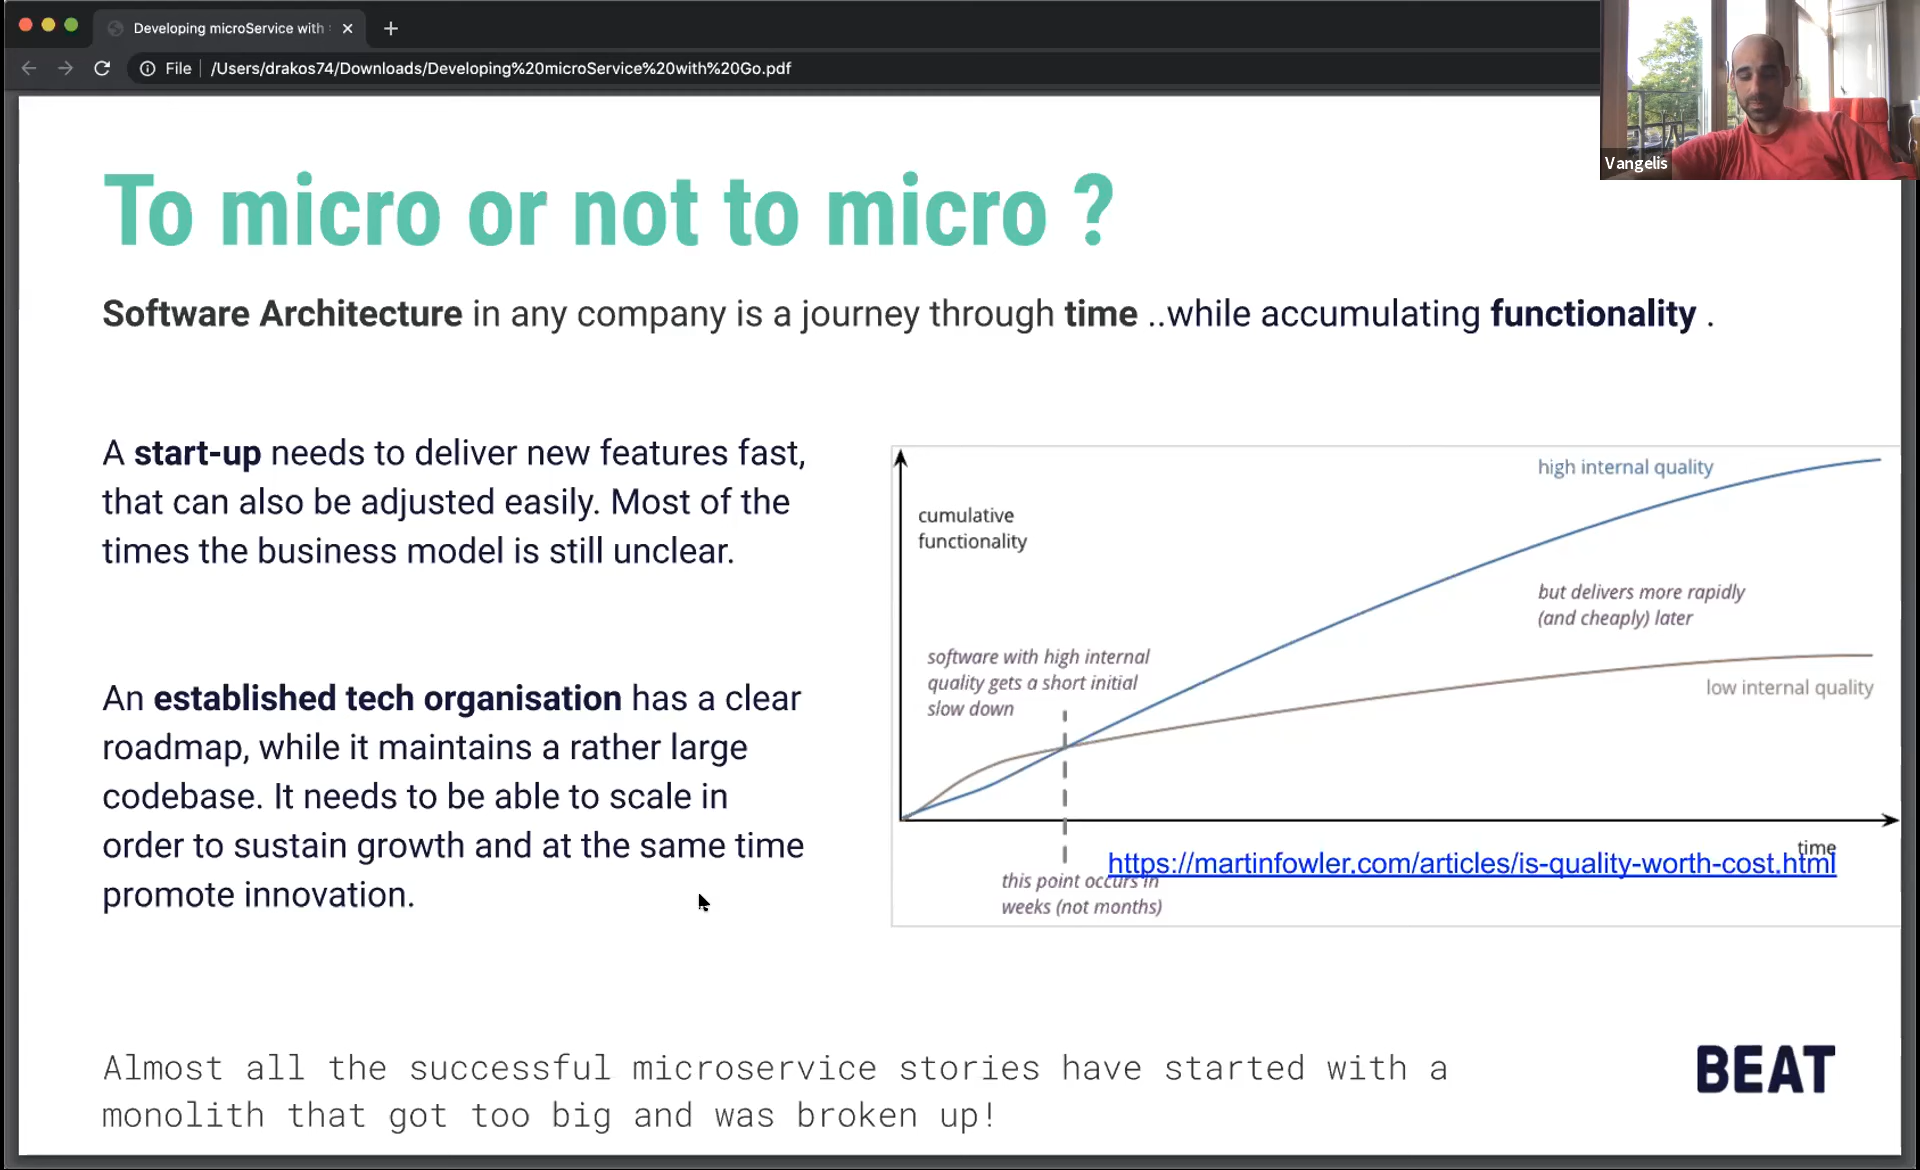 Developing microService with
File
/Users/drakos74/Downloads/Developing%20microService%20with%20Go.pdf
Vangelis
To micro or not to micro ?
Software Architecture in any company is a journey through time ..while accumulating functionality .
A start-up needs to deliver new features fast,
that can also be adjusted easily. Most of the
times the business model is still unclear.
An established tech organisation has a clear
roadmap, while it maintains a rather large
codebase. It needs to be able to scale in
order to sustain growth and at the same time
promote innovation.
high internal quality
cumulative
functionality
but delivers more rapidly
(and cheaply) later
software with high internal
quality gets a short initial
slow down
low internal quality
time
https://martinfowler.com/articles/is-quality-worth-cost.html
this point occurs in
weeks (not months)
Almost all the successful microservice stories have started with a
monolith that got too big and was broken up!
BEAT